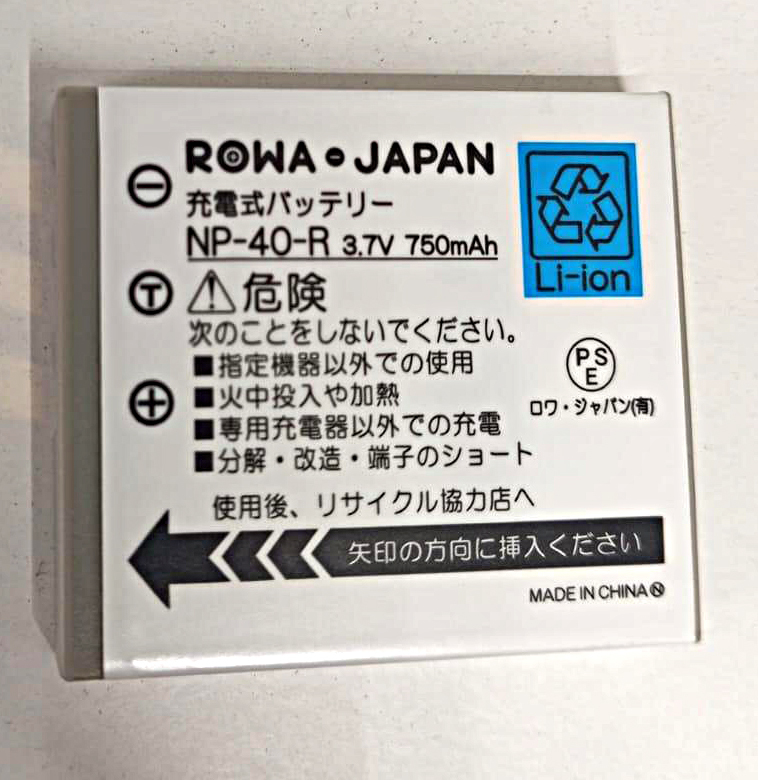 ROWA JAPAN
充電式バッテリー
NP-40-R 3.7V 750mAh
Li-ion
T
⚠危険
次のことをしないでください。
■指定機器以外での使用
■火中投入や加熱
■専用充電器以外での充電
■分解・改造・端子のショート
PS
E
ロワ・ジャパン(有)
使用後、リサイクル協力店へ
矢印の方向に挿入ください
MADE IN CHINA Ⓝ